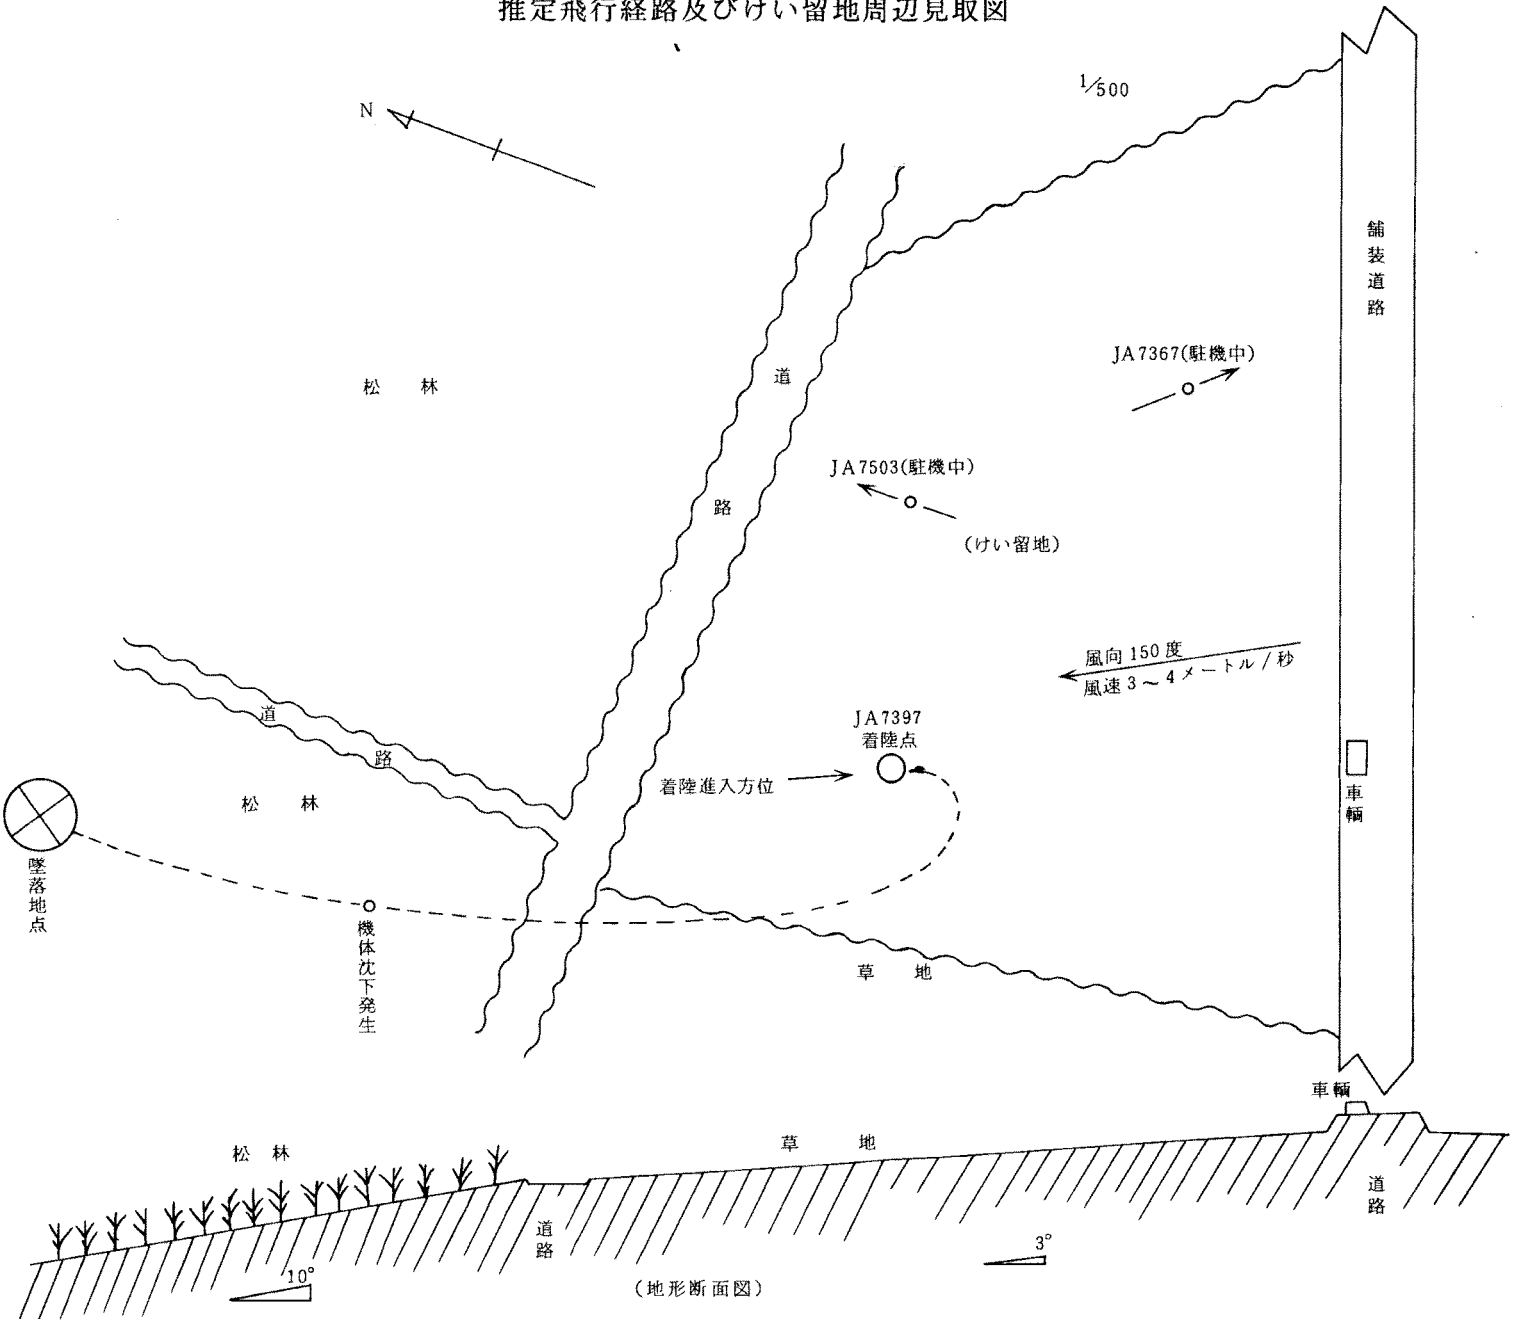 推定飛行経路及びけい留地周辺見取図
1/500
N
舗装道路
JA7367(駐機中)
松林
道路
JA7503(駐機中)
(けい留地)
風向150度
風速3～4メートル/秒
道路
JA7397
着陸点
着陸進入方位
車輌
松林
墜落地点
機体沈下発生
草地
車輌
松林
草地
道路
道路
3°
10°
(地形断面図)